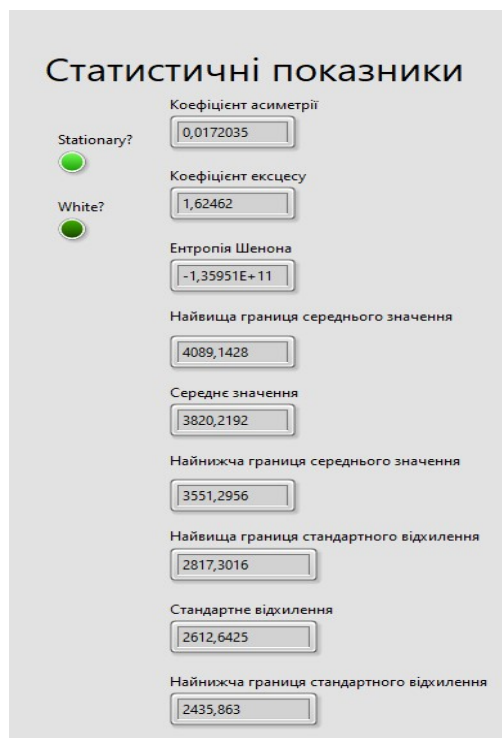 Статистичні показники
Коефіцієнт асиметрії
0,0172035
Stationary?
Коефіцієнт ексцесу
1,62462
White?
Ентропія Шенона
-1,35951E+11
Найвища границя середнього значення
4089,1428
Середнє значення
3820,2192
Найнижча границя середнього значення
3551,2956
Найвища границя стандартного відхилення
2817,3016
Стандартне відхилення
2612,6425
Найнижча границя стандартного відхилення
2435,863